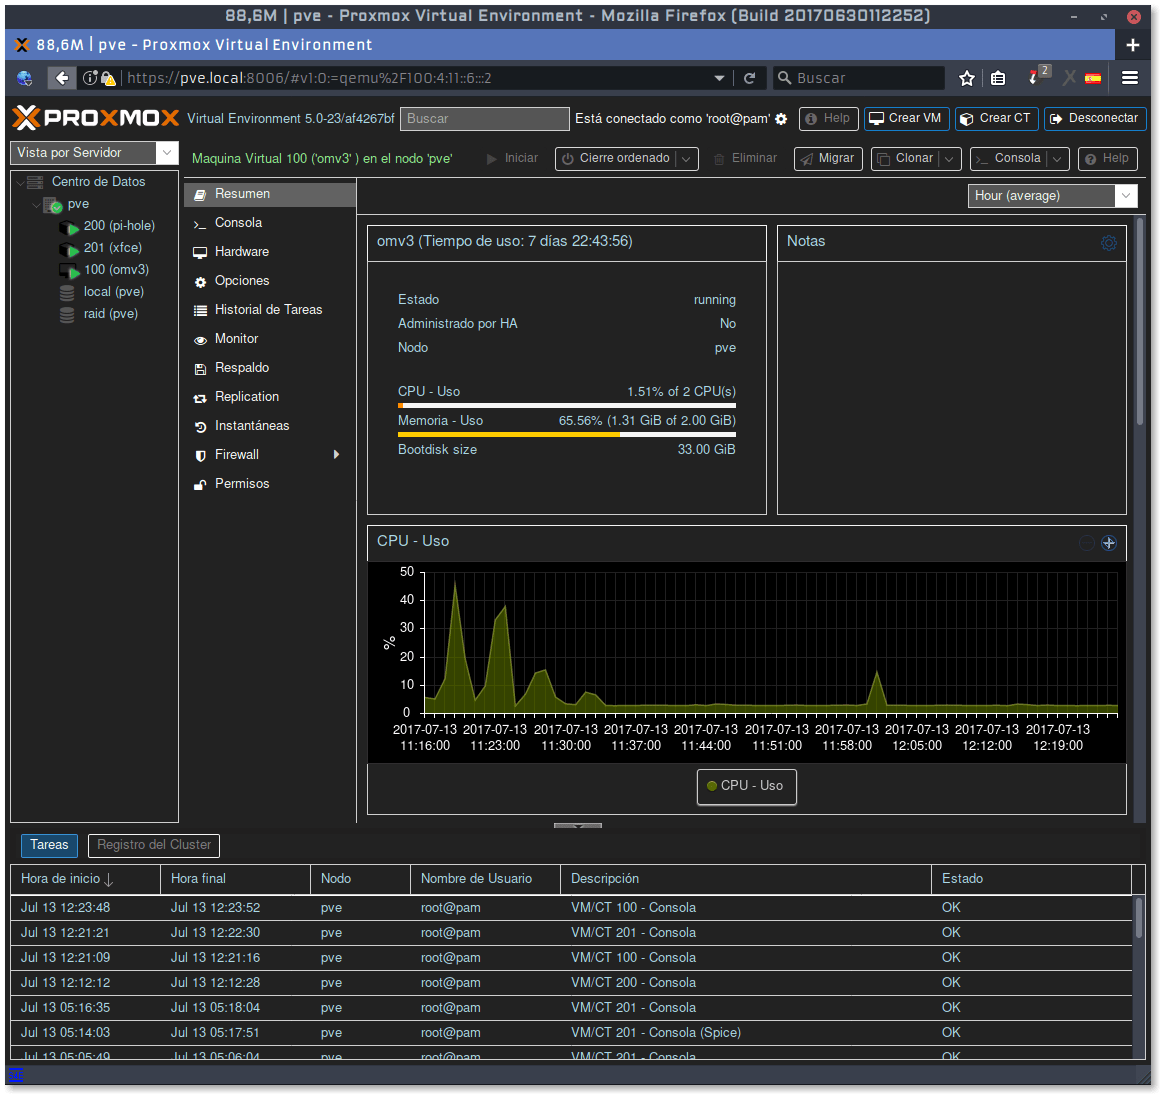 88,6M | pve - Proxmox Virtual Environment - Mozilla Firefox (Build 20170630112252)
88,6M | pve - Proxmox Virtual Environment
https://pve.local:8006/#v1:0:=qemu%2F100:4:11::6:::2
Buscar
2
PROXMOX Virtual Environment 5.0-23/af4267bf Buscar Está conectado como 'root@pam' Help Crear VM Crear CT Desconectar
Vista por Servidor
Maquina Virtual 100 ('omv3' ) en el nodo 'pve' Iniciar Cierre ordenado Eliminar Migrar Clonar Consola Help
Centro de Datos
pve
200 (pi-hole)
201 (xfce)
100 (omv3)
local (pve)
raid (pve)
Resumen
Consola
Hardware
Opciones
Historial de Tareas
Monitor
Respaldo
Replication
Instantáneas
Firewall
Permisos
Hour (average)
omv3 (Tiempo de uso: 7 días 22:43:56)
Estado running
Administrado por HA No
Nodo pve
CPU - Uso 1.51% of 2 CPU(s)
Memoria - Uso 65.56% (1.31 GiB of 2.00 GiB)
Bootdisk size 33.00 GiB
Notas
CPU - Uso
50
40
30
20
10
0
%
2017-07-13 2017-07-13 2017-07-13 2017-07-13 2017-07-13 2017-07-13 2017-07-13 2017-07-13 2017-07-13 2017-07-13
11:16:00 11:23:00 11:30:00 11:37:00 11:44:00 11:51:00 11:58:00 12:05:00 12:12:00 12:19:00
CPU - Uso
Tareas Registro del Cluster
Hora de inicio Hora final Nodo Nombre de Usuario Descripción Estado
Jul 13 12:23:48 Jul 13 12:23:52 pve root@pam VM/CT 100 - Consola OK
Jul 13 12:21:21 Jul 13 12:22:30 pve root@pam VM/CT 201 - Consola OK
Jul 13 12:21:09 Jul 13 12:21:16 pve root@pam VM/CT 100 - Consola OK
Jul 13 12:12:12 Jul 13 12:12:28 pve root@pam VM/CT 200 - Consola OK
Jul 13 05:16:35 Jul 13 05:18:04 pve root@pam VM/CT 201 - Consola OK
Jul 13 05:14:03 Jul 13 05:17:51 pve root@pam VM/CT 201 - Consola (Spice) OK
Jul 13 05:05:49 Jul 13 05:06:04 pve root@pam VM/CT 201 - Consola OK